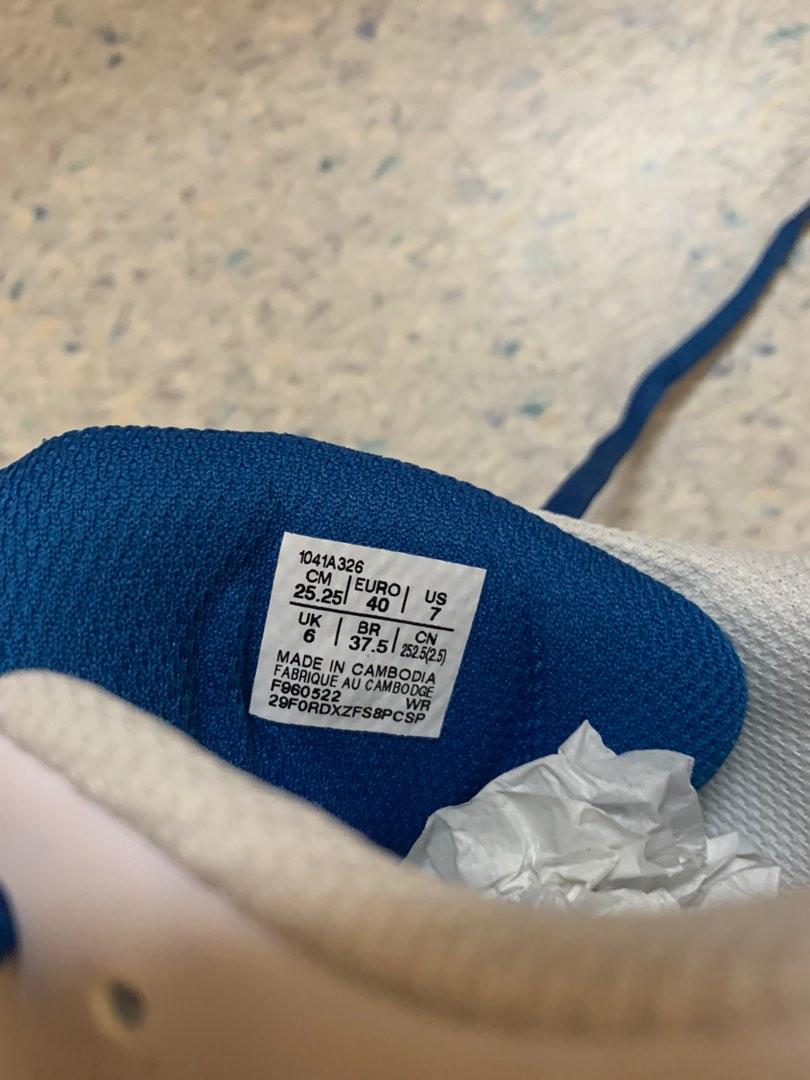 1041A326
CM EURO US
25.25 40 7
UK BR CN
6 37.5 252.5(2.5)
MADE IN CAMBODIA
FABRIQUE AU CAMBODGE
F960522 WR
29F0RDXZFS8PCSP